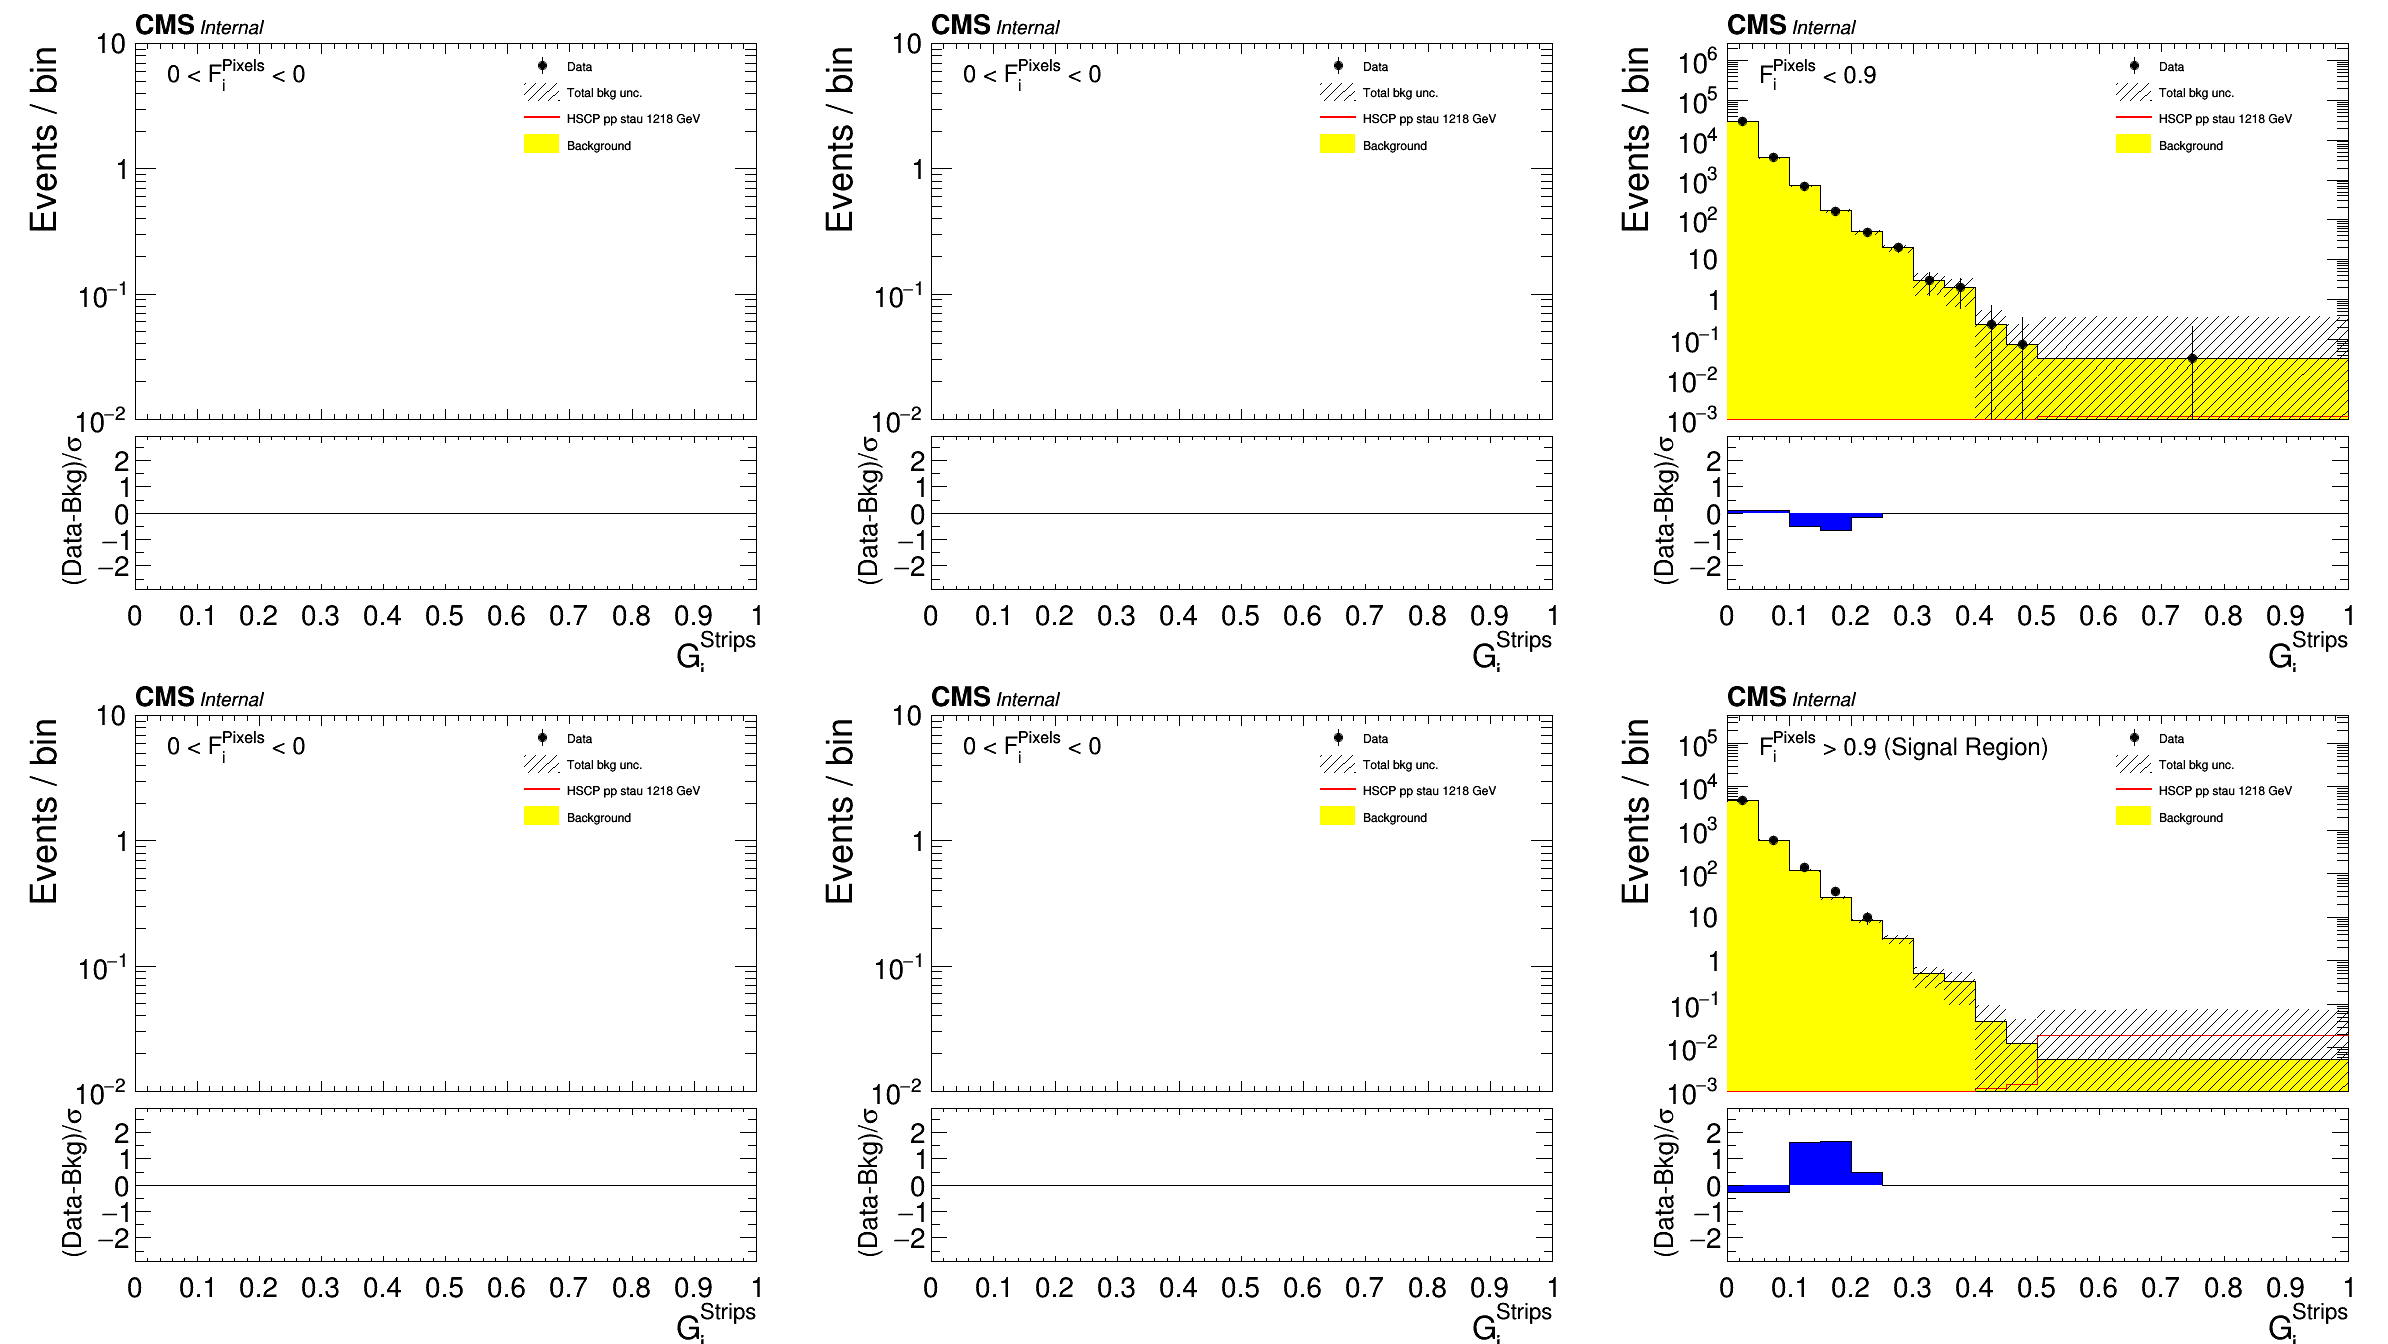 CMS Internal
Events / bin
0 < F_i^Pixels < 0
Data
Total bkg unc.
HSCP pp stau 1218 GeV
Background
10
1
10^−1
10^−2
(Data-Bkg)/σ
2
1
0
−1
−2
0 0.1 0.2 0.3 0.4 0.5 0.6 0.7 0.8 0.9 1
G_i^Strips
CMS Internal
Events / bin
0 < F_i^Pixels < 0
Data
Total bkg unc.
HSCP pp stau 1218 GeV
Background
10
1
10^−1
10^−2
(Data-Bkg)/σ
2
1
0
−1
−2
0 0.1 0.2 0.3 0.4 0.5 0.6 0.7 0.8 0.9 1
G_i^Strips
CMS Internal
Events / bin
F_i^Pixels < 0.9
Data
Total bkg unc.
HSCP pp stau 1218 GeV
Background
10^6
10^5
10^4
10^3
10^2
10
1
10^−1
10^−2
10^−3
(Data-Bkg)/σ
2
1
0
−1
−2
0 0.1 0.2 0.3 0.4 0.5 0.6 0.7 0.8 0.9 1
G_i^Strips
CMS Internal
Events / bin
0 < F_i^Pixels < 0
Data
Total bkg unc.
HSCP pp stau 1218 GeV
Background
10
1
10^−1
10^−2
(Data-Bkg)/σ
2
1
0
−1
−2
0 0.1 0.2 0.3 0.4 0.5 0.6 0.7 0.8 0.9 1
G_i^Strips
CMS Internal
Events / bin
0 < F_i^Pixels < 0
Data
Total bkg unc.
HSCP pp stau 1218 GeV
Background
10
1
10^−1
10^−2
(Data-Bkg)/σ
2
1
0
−1
−2
0 0.1 0.2 0.3 0.4 0.5 0.6 0.7 0.8 0.9 1
G_i^Strips
CMS Internal
Events / bin
F_i^Pixels > 0.9 (Signal Region)
Data
Total bkg unc.
HSCP pp stau 1218 GeV
Background
10^5
10^4
10^3
10^2
10
1
10^−1
10^−2
10^−3
(Data-Bkg)/σ
2
1
0
−1
−2
0 0.1 0.2 0.3 0.4 0.5 0.6 0.7 0.8 0.9 1
G_i^Strips